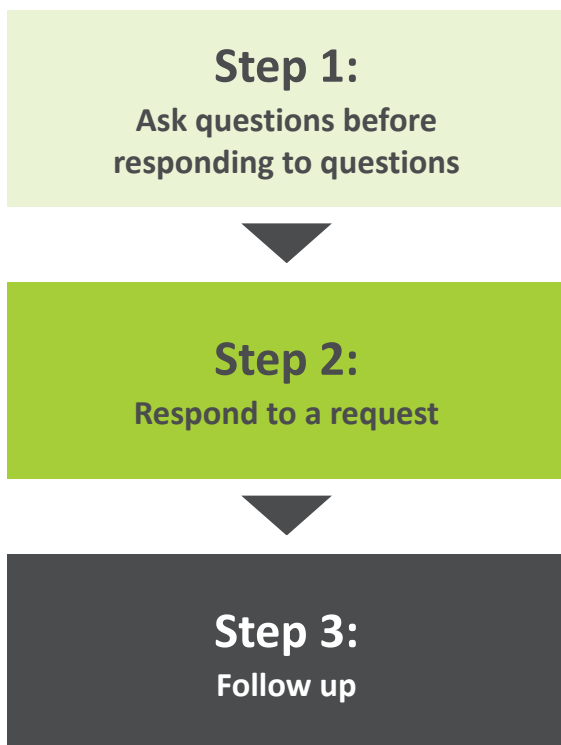 Step 1:
Ask questions before
responding to questions
Step 2:
Respond to a request
Step 3:
Follow up